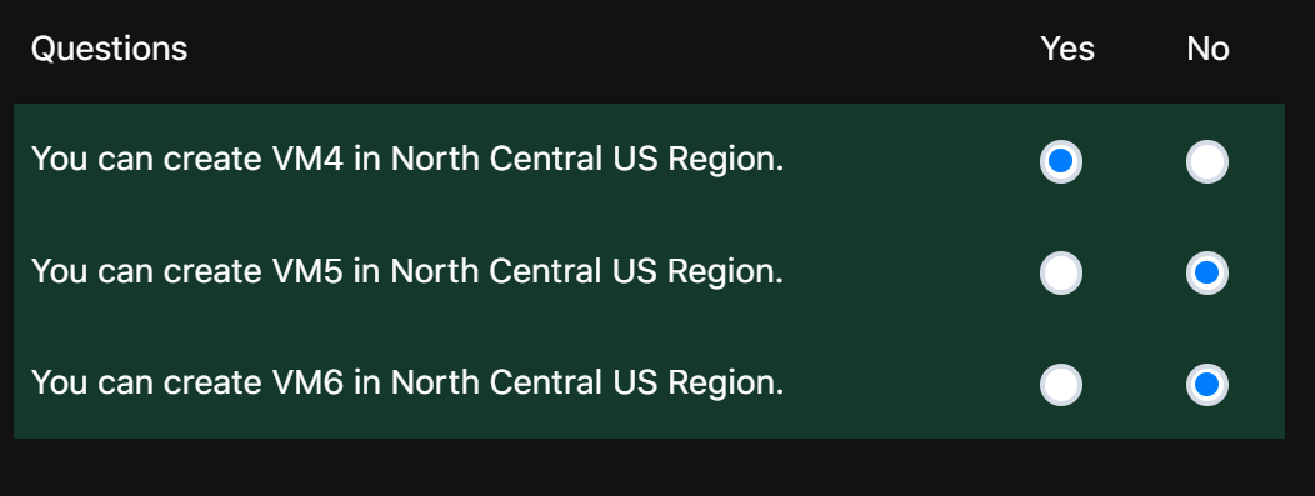 Questions Yes No
You can create VM4 in North Central US Region.
You can create VM5 in North Central US Region.
You can create VM6 in North Central US Region.